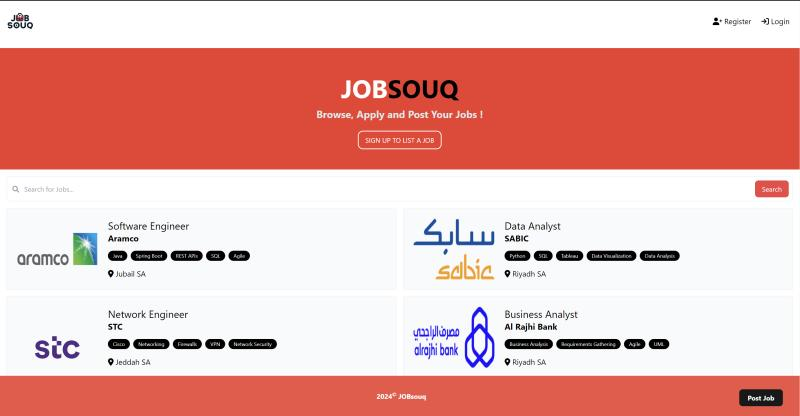 JOB
SOUQ
Register
Login
JOBSOUQ
Browse, Apply and Post Your Jobs !
SIGN UP TO LIST A JOB
Search for Jobs...
Search
aramco
Software Engineer
Aramco
Java
Spring Boot
REST APIs
SQL
Agile
Jubail SA
سابك
sabic
Data Analyst
SABIC
Python
SQL
Tableau
Data Visualization
Data Analysis
Riyadh SA
stc
Network Engineer
STC
Cisco
Networking
Firewalls
VPN
Network Security
Jeddah SA
مصرف الراجحي
alrajhi bank
Business Analyst
Al Rajhi Bank
Business Analysis
Requirements Gathering
Agile
UML
Riyadh SA
2024© JOBsouq
Post Job